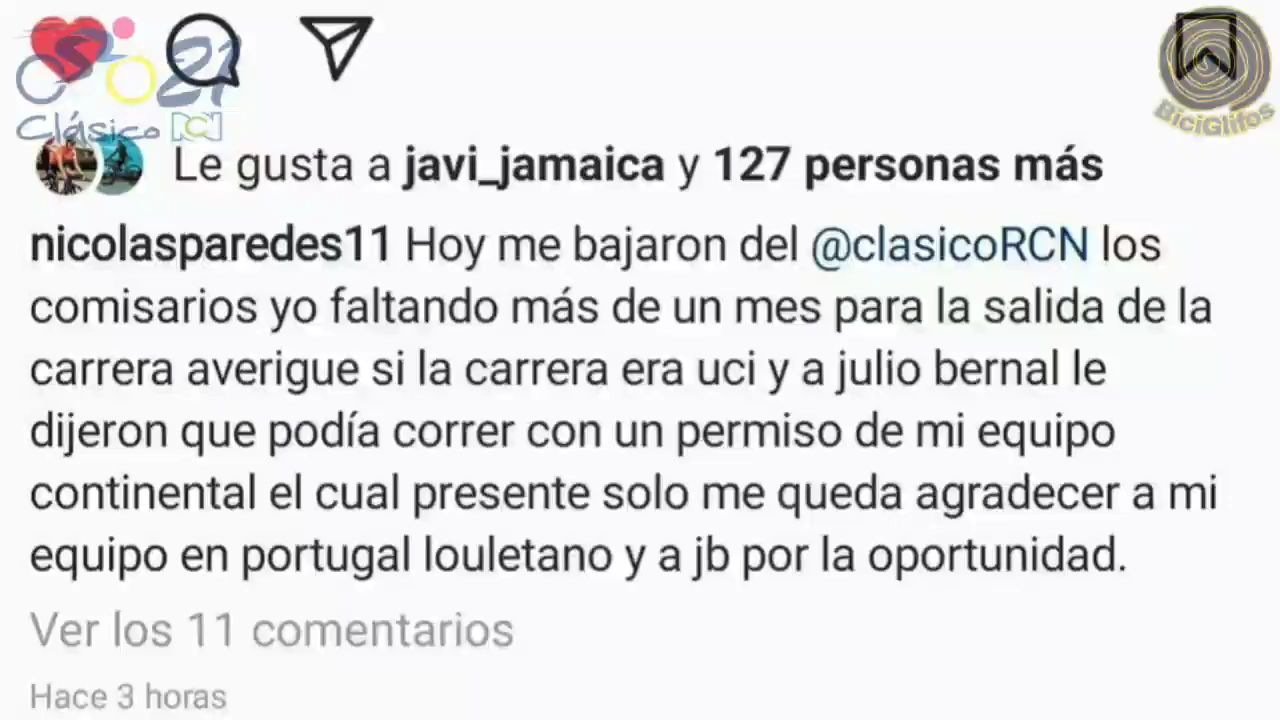 2021
Clásico RCN
BiciGlifos
Le gusta a javi_jamaica y 127 personas más
nicolasparedes11 Hoy me bajaron del @clasicoRCN los
comisarios yo faltando más de un mes para la salida de la
carrera averigue si la carrera era uci y a julio bernal le
dijeron que podía correr con un permiso de mi equipo
continental el cual presente solo me queda agradecer a mi
equipo en portugal louletano y a jb por la oportunidad.
Ver los 11 comentarios
Hace 3 horas